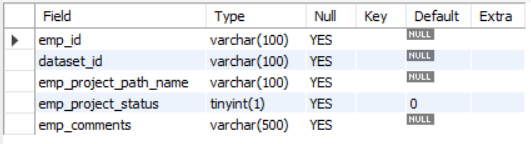 Field Type Null Key Default Extra
emp_id varchar(100) YES NULL
dataset_id varchar(100) YES NULL
emp_project_path_name varchar(100) YES NULL
emp_project_status tinyint(1) YES 0
emp_comments varchar(500) YES NULL